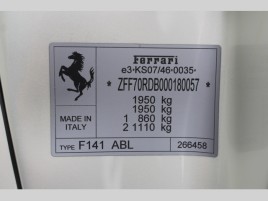 Ferrari
e3-KS07/46-0035-
* ZFF70RDB000180057 *
1950 kg
1950 kg
1 860 kg
2 1110 kg
MADE IN
ITALY
TYPE F141 ABL 266458